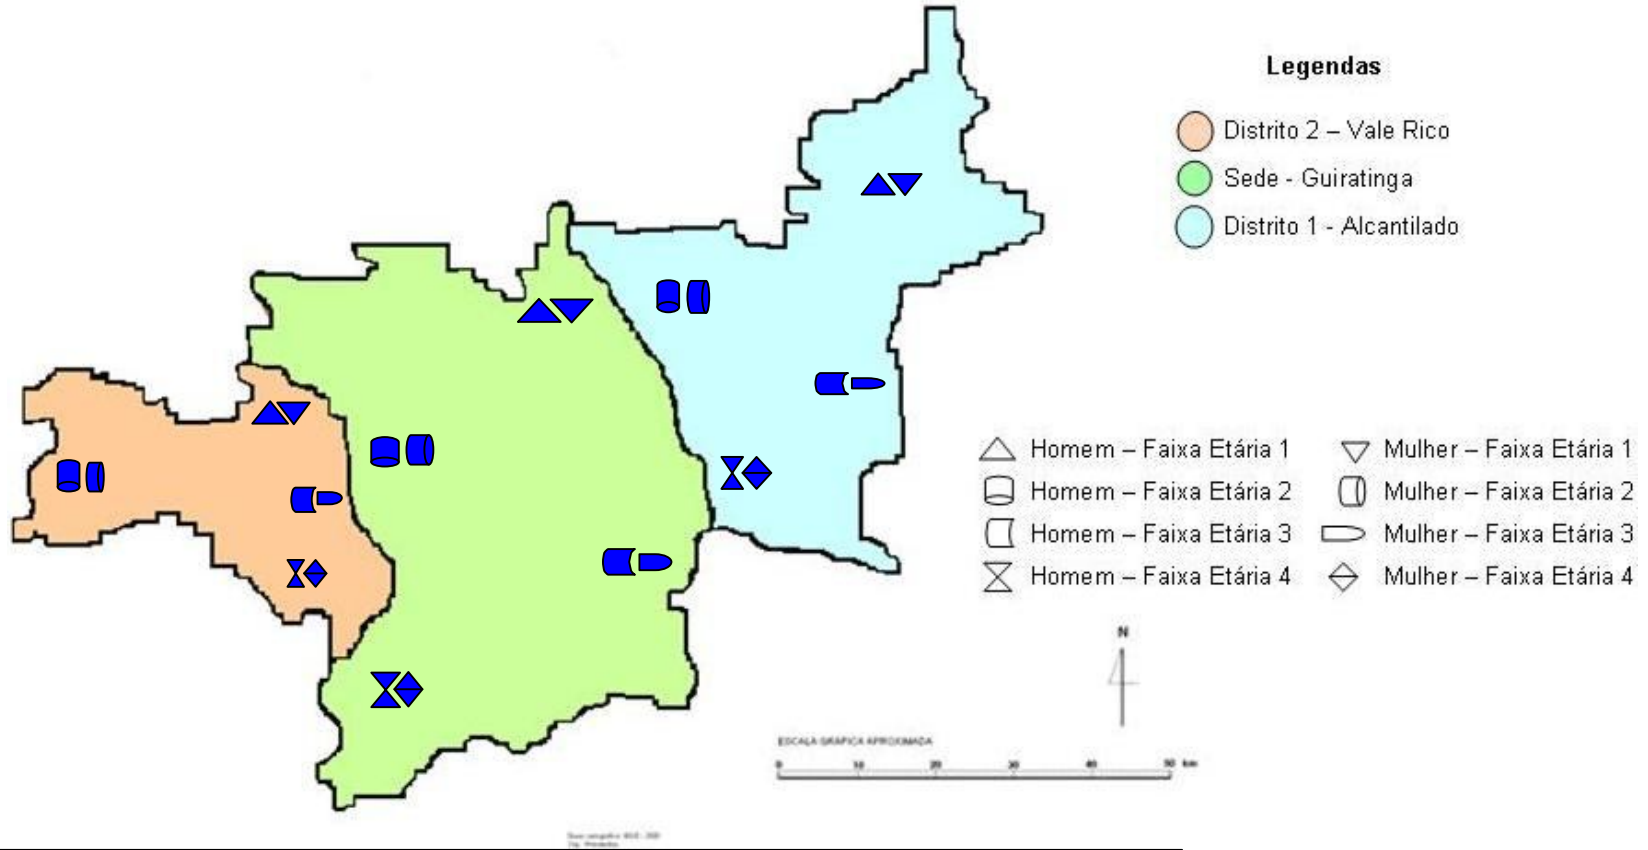 Legendas
Distrito 2 – Vale Rico
Sede - Guiratinga
Distrito 1 - Alcantilado
Homem – Faixa Etária 1
Mulher – Faixa Etária 1
Homem – Faixa Etária 2
Mulher – Faixa Etária 2
Homem – Faixa Etária 3
Mulher – Faixa Etária 3
Homem – Faixa Etária 4
Mulher – Faixa Etária 4
N
ESCALA GRÁFICA APROXIMADA
0 10 20 30 40 50 km